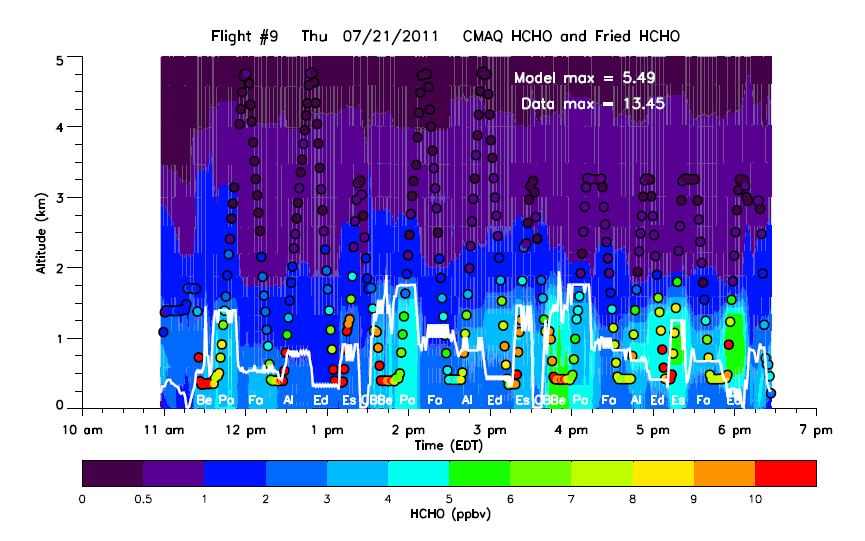 Flight #9 Thu 07/21/2011 CMAQ HCHO and Fried HCHO
Model max = 5.49
Data max = 13.45
5
4
3
2
1
0
Altitude (km)
Be Pa Fa Al Ed Es Be Pa Fa Al Ed Es Be Pa Fa Al Ed Es Fa Ed
10 am 11 am 12 pm 1 pm 2 pm 3 pm 4 pm 5 pm 6 pm 7 pm
Time (EDT)
0 0.5 1 2 3 4 5 6 7 8 9 10
HCHO (ppbv)